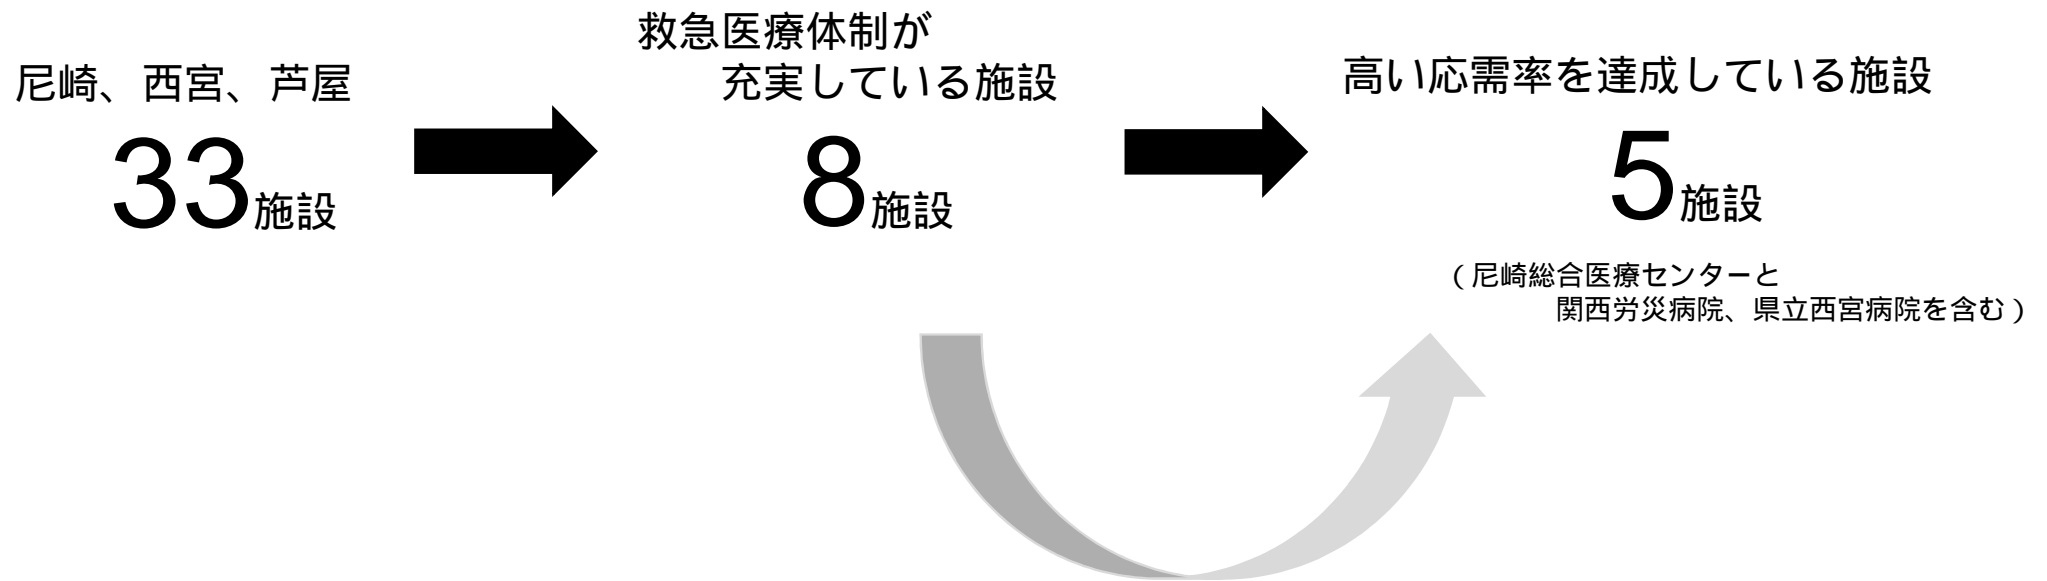 尼崎、西宮、芦屋
33施設
救急医療体制が
充実している施設
8施設
高い応需率を達成している施設
5施設
（尼崎総合医療センターと
関西労災病院、県立西宮病院を含む）